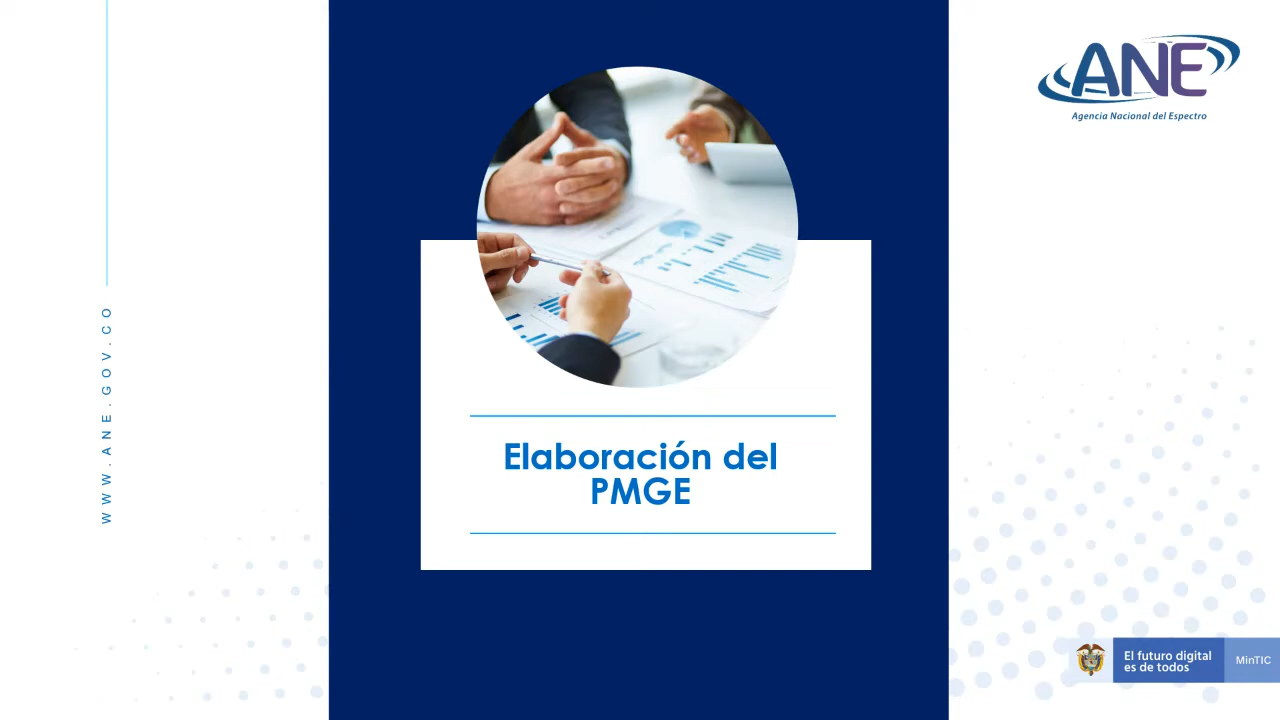 WWW.ANE.GOV.CO
ANE
Agencia Nacional del Espectro
Elaboración del
PMGE
El futuro digital
es de todos
MinTIC